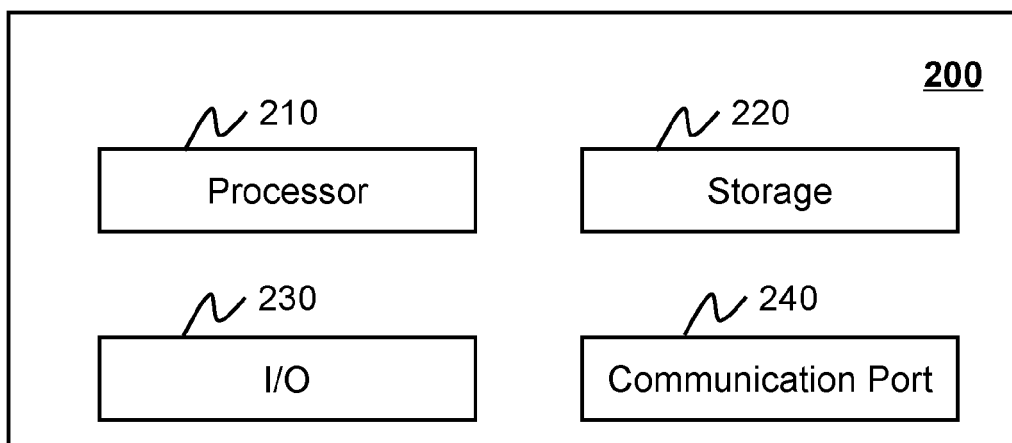 200
210
220
Processor
Storage
230
240
I/O
Communication Port